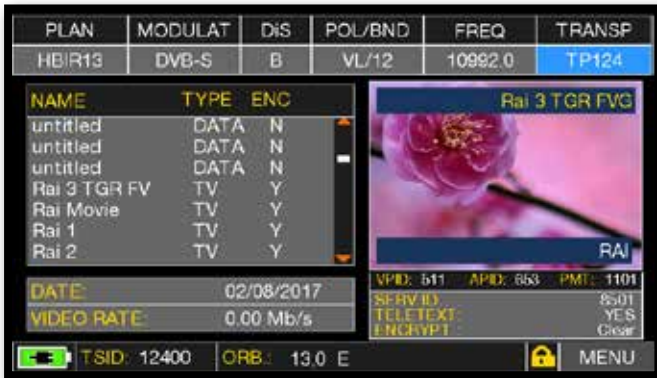 PLAN MODULAT DiS POL/BND FREQ TRANSP
HBIR13 DVB-S B VL/12 10992.0 TP124
NAME TYPE ENC
untitled DATA N
untitled DATA N
untitled DATA N
Rai 3 TGR FV TV Y
Rai Movie TV Y
Rai 1 TV Y
Rai 2 TV Y
Rai 3 TGR FVG
RAI
VPID: 511 APID: 653 PMT: 1101
SERV ID: 8501
TELETEXT: YES
ENCRYPT: Clear
DATE: 02/08/2017
VIDEO RATE: 0.00 Mb/s
TSID: 12400 ORB.: 13,0 E MENU